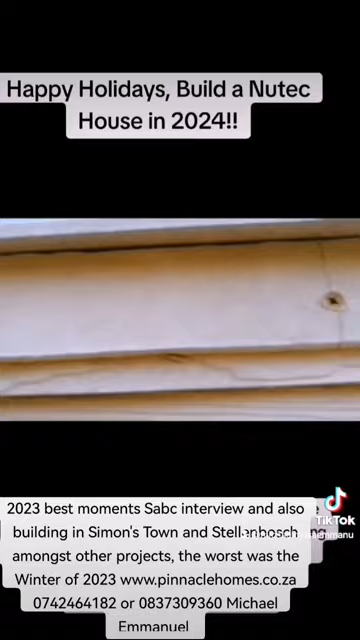 Happy Holidays, Build a Nutec
House in 2024!!
2023 best moments Sabc interview and also
building in Simon's Town and Stellenbosch
amongst other projects, the worst was the
Winter of 2023 www.pinnaclehomes.co.za
0742464182 or 0837309360 Michael
Emmanuel
TikTok